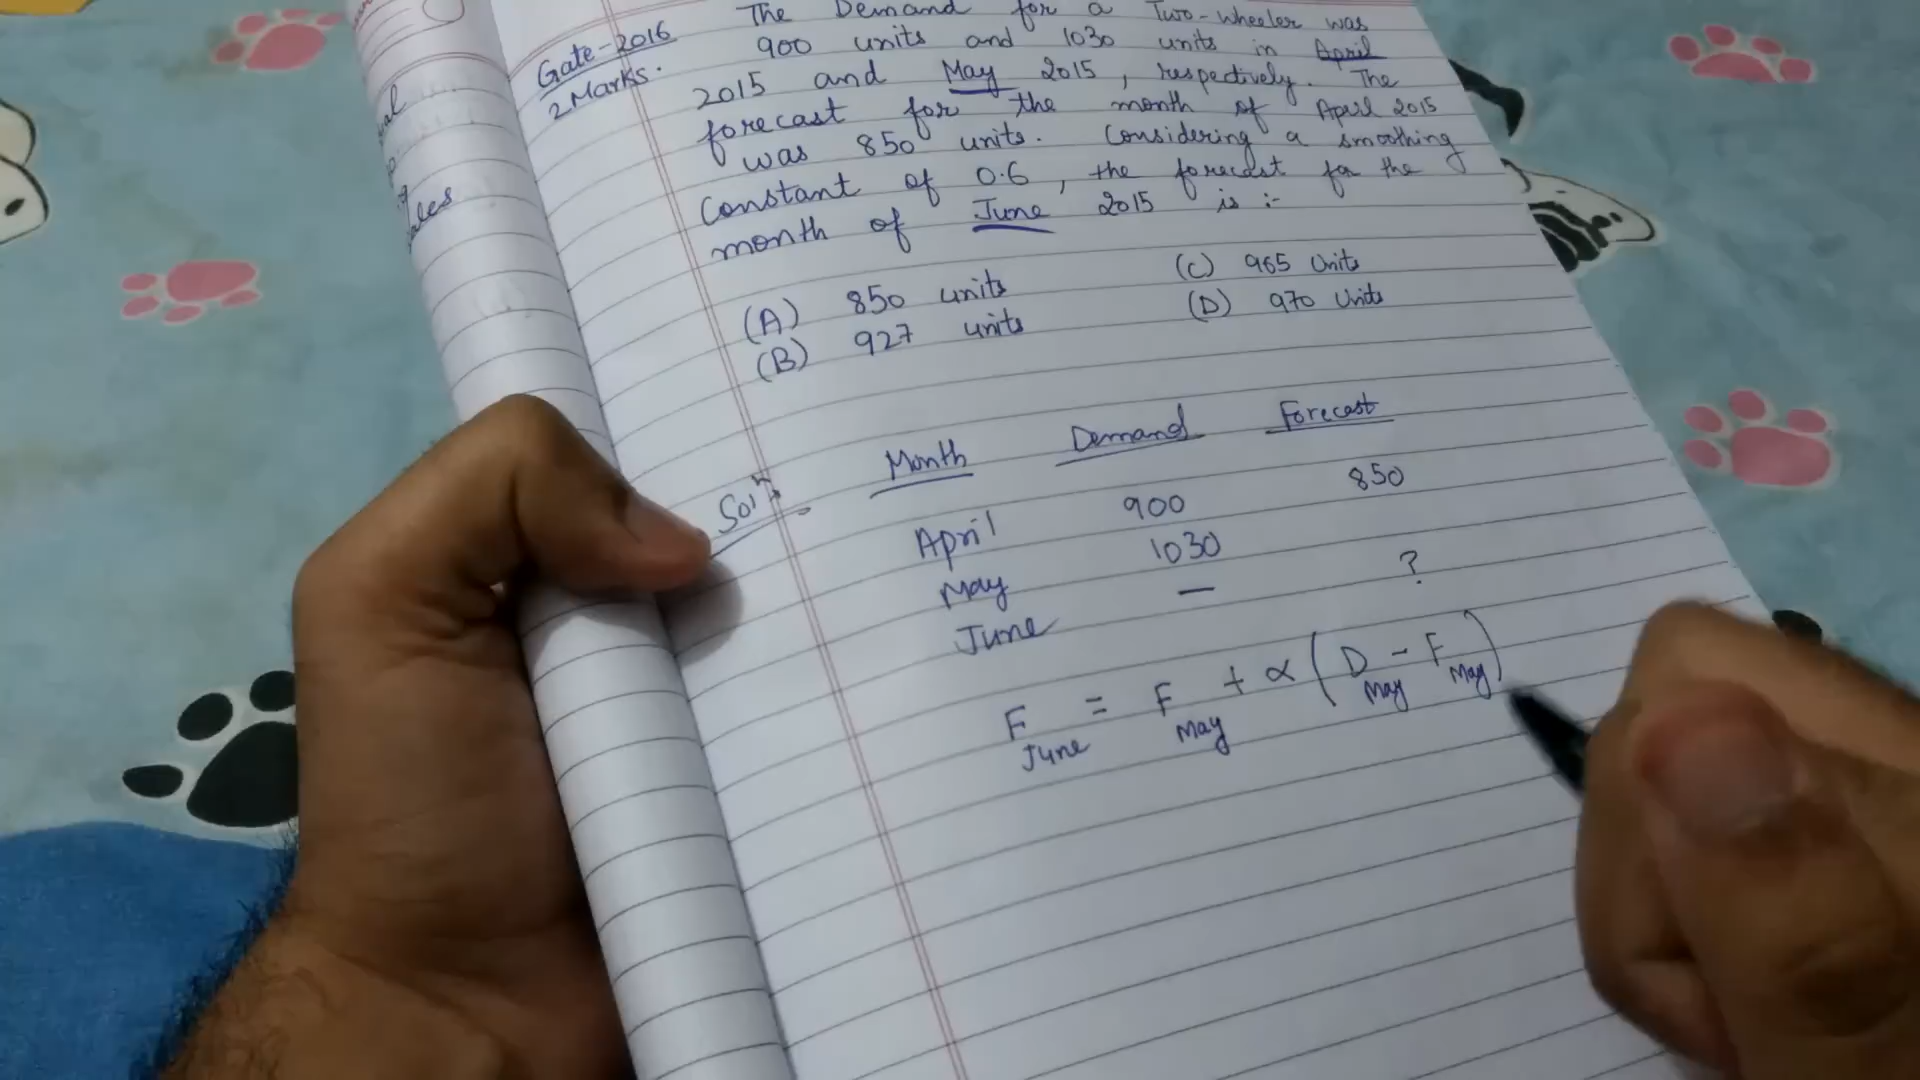 Gate-2016
2 Marks.
The Demand for a Two-wheeler was
900 units and 1030 units in April
2015 and May 2015, respectively. The
forecast for the month of April 2015
was 850 units. Considering a smoothing
constant of 0.6, the forecast for the
month of June 2015 is :-
(A) 850 units (C) 965 Units
(B) 927 units (D) 970 Units
Solⁿ
Month Demand Forecast
April 900 850
May 1030
June — ?
F June = F May + α (D May - F May)